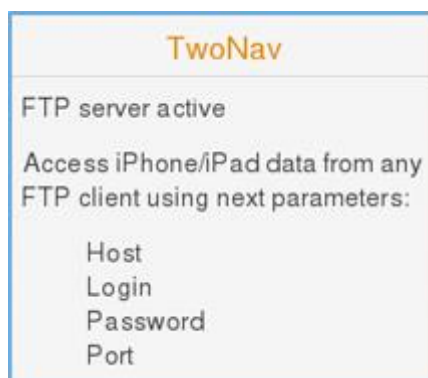 TwoNav
FTP server active
Access iPhone/iPad data from any
FTP client using next parameters:
Host
Login
Password
Port